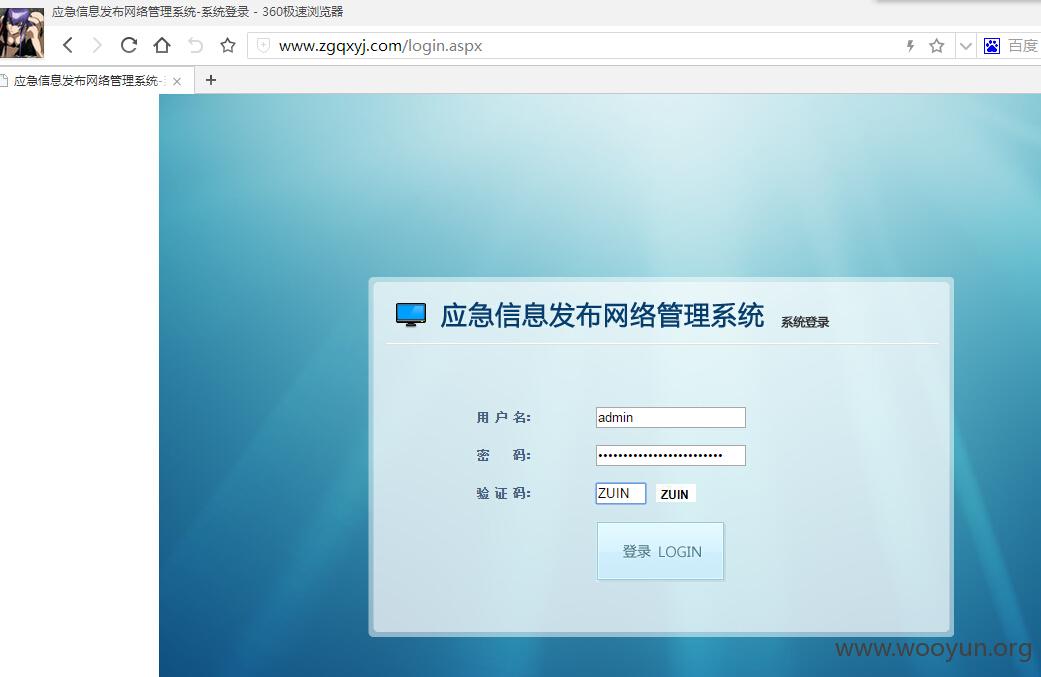 应急信息发布网络管理系统-系统登录 - 360极速浏览器
www.zgqxyj.com/login.aspx
百度
应急信息发布网络管理系统-
应急信息发布网络管理系统 系统登录
用户名: admin
密 码: •••••••••••••••••••••••••
验证码: ZUIN ZUIN
登录 LOGIN
www.wooyun.org